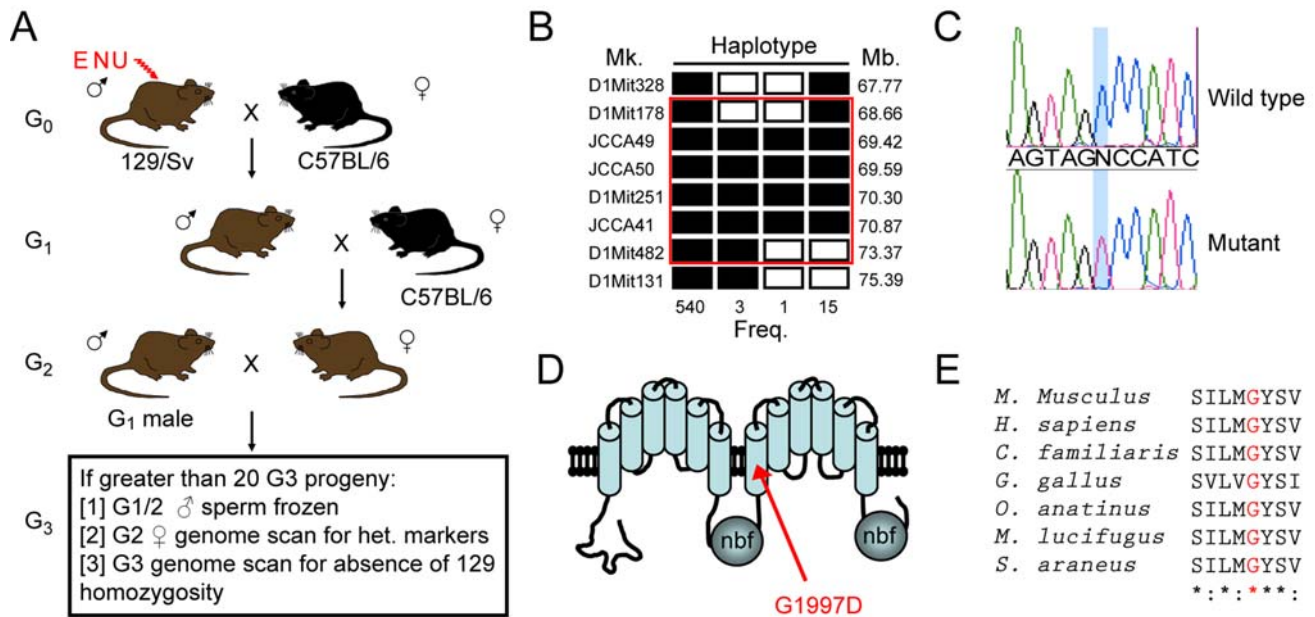 A
ENU
♂
♀
G0
X
129/Sv
C57BL/6
♂
♀
G1
X
C57BL/6
♂
♀
G2
X
G1 male
G3
If greater than 20 G3 progeny:
[1] G1/2 ♂ sperm frozen
[2] G2 ♀ genome scan for het. markers
[3] G3 genome scan for absence of 129
homozygosity
B
Haplotype
Mk.
Mb.
D1Mit328 67.77
D1Mit178 68.66
JCCA49 69.42
JCCA50 69.59
D1Mit251 70.30
JCCA41 70.87
D1Mit482 73.37
D1Mit131 75.39
540 3 1 15
Freq.
C
Wild type
AGTAGNCCCATC
Mutant
D
nbf
nbf
G1997D
E
M. Musculus SILMGYSV
H. sapiens SILMGYSV
C. familiaris SILMGYSV
G. gallus SVLVGYSI
O. anatinus SILMGYSV
M. lucifugus SILMGYSV
S. araneus SILMGYSV
*:*:***: